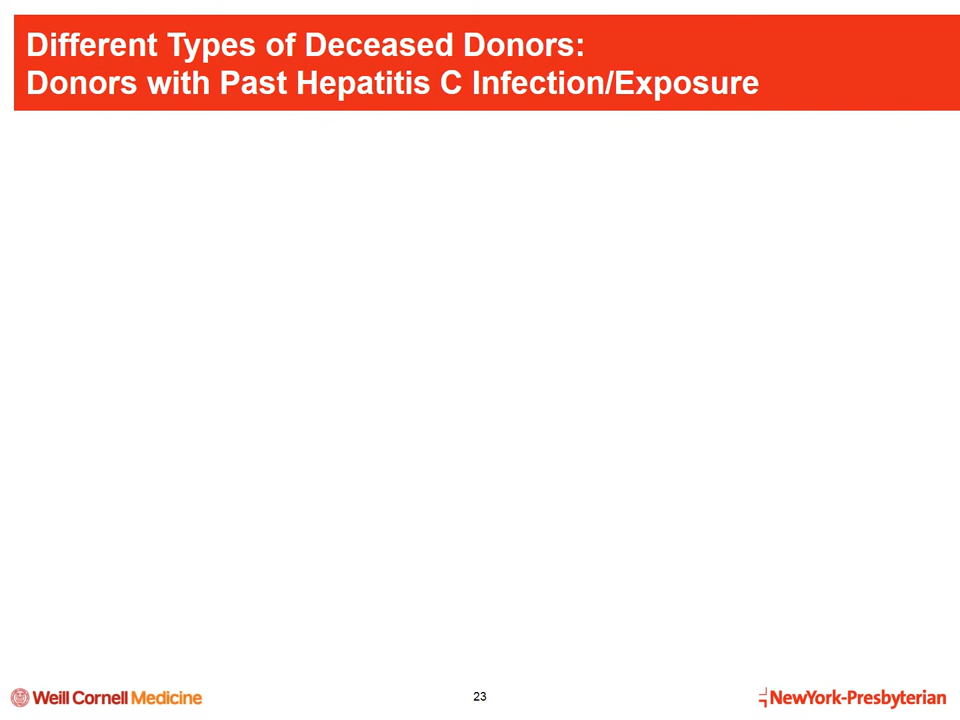 Different Types of Deceased Donors:
Donors with Past Hepatitis C Infection/Exposure
Weill Cornell Medicine
23
NewYork-Presbyterian